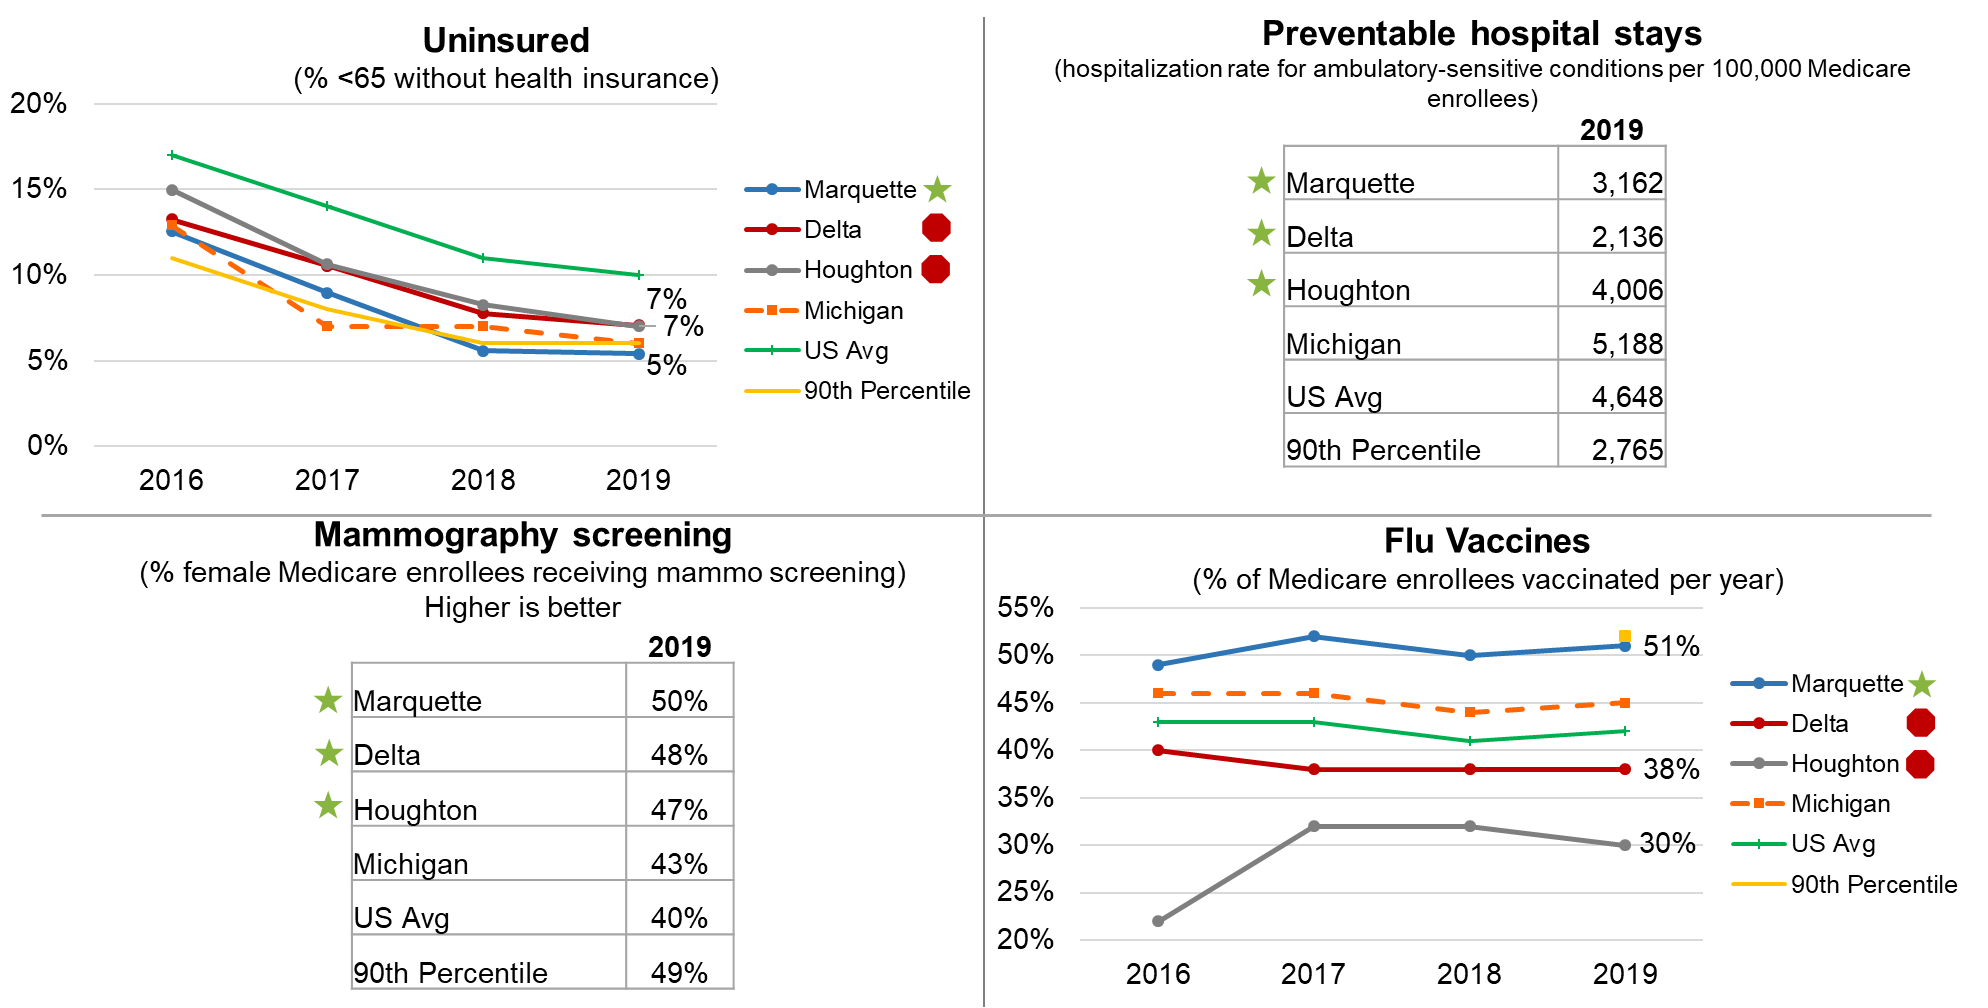 Uninsured
(% <65 without health insurance)
20%
15%
10%
5%
0%
7%
7%
5%
2016 2017 2018 2019
Marquette
Delta
Houghton
Michigan
US Avg
90th Percentile
Preventable hospital stays
(hospitalization rate for ambulatory-sensitive conditions per 100,000 Medicare
enrollees)
2019
Marquette 3,162
Delta 2,136
Houghton 4,006
Michigan 5,188
US Avg 4,648
90th Percentile 2,765
Mammography screening
(% female Medicare enrollees receiving mammo screening)
Higher is better
2019
Marquette 50%
Delta 48%
Houghton 47%
Michigan 43%
US Avg 40%
90th Percentile 49%
Flu Vaccines
(% of Medicare enrollees vaccinated per year)
55%
50%
45%
40%
35%
30%
25%
20%
51%
38%
30%
2016 2017 2018 2019
Marquette
Delta
Houghton
Michigan
US Avg
90th Percentile